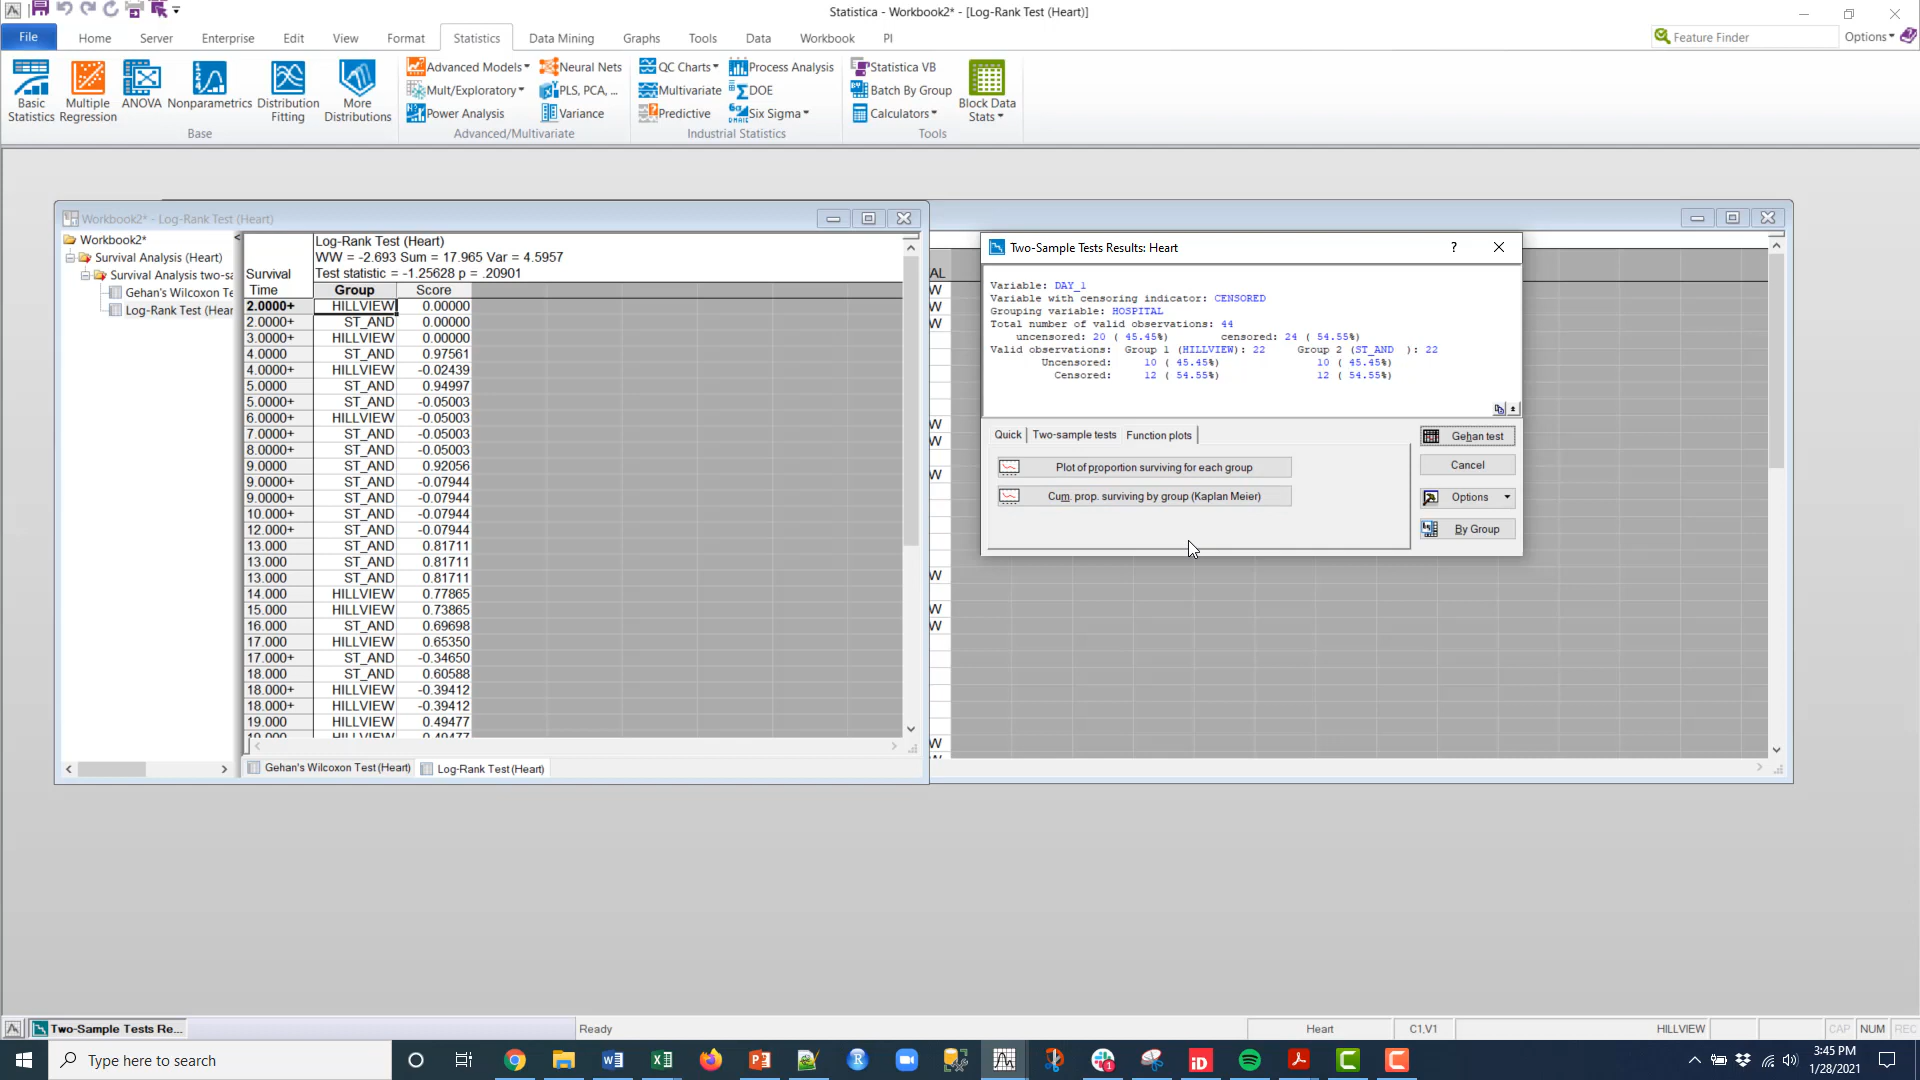 Statistica - Workbook2* - [Log-Rank Test (Heart)]
File Home Server Enterprise Edit View Format Statistics Data Mining Graphs Tools Data Workbook PI
Feature Finder Options
Basic Statistics
Multiple Regression
ANOVA
Nonparametrics
Distribution Fitting
More Distributions
Base
Advanced Models
Mult/Exploratory
Power Analysis
Neural Nets
PLS, PCA, ...
Variance
Advanced/Multivariate
QC Charts
Multivariate
Predictive
Process Analysis
DOE
Six Sigma
Industrial Statistics
Statistica VB
Batch By Group
Calculators
Block Data Stats
Tools
Workbook2* - Log-Rank Test (Heart)
Workbook2*
Survival Analysis (Heart)
Survival Analysis two-sa
Gehan's Wilcoxon Te
Log-Rank Test (Hear
Log-Rank Test (Heart)
WW = -2.693 Sum = 17.965 Var = 4.5957
Test statistic = -1.25628 p = .20901
Survival Time Group Score
2.0000+ HILLVIEW 0.00000
2.0000+ ST_AND 0.00000
3.0000+ HILLVIEW 0.00000
4.0000 ST_AND 0.97561
4.0000+ HILLVIEW -0.02439
5.0000 ST_AND 0.94997
5.0000+ ST_AND -0.05003
6.0000+ HILLVIEW -0.05003
7.0000+ ST_AND -0.05003
8.0000+ ST_AND -0.05003
9.0000 ST_AND 0.92056
9.0000+ ST_AND -0.07944
9.0000+ ST_AND -0.07944
10.000+ ST_AND -0.07944
12.000+ ST_AND -0.07944
13.000 ST_AND 0.81711
13.000 ST_AND 0.81711
13.000 ST_AND 0.81711
14.000 HILLVIEW 0.77865
15.000 HILLVIEW 0.73865
16.000 ST_AND 0.69698
17.000 HILLVIEW 0.65350
17.000+ ST_AND -0.34650
18.000 ST_AND 0.60588
18.000+ HILLVIEW -0.39412
18.000+ HILLVIEW -0.39412
19.000 HILLVIEW 0.49477
19.000 HILLVIEW 0.49477
Gehan's Wilcoxon Test (Heart) Log-Rank Test (Heart)
AL
W
W
W
W
W
W
W
W
W
W
Two-Sample Tests Results: Heart ?
Variable: DAY_1
Variable with censoring indicator: CENSORED
Grouping variable: HOSPITAL
Total number of valid observations: 44
uncensored: 20 ( 45.45%) censored: 24 ( 54.55%)
Valid observations: Group 1 (HILLVIEW): 22 Group 2 (ST_AND ): 22
Uncensored: 10 ( 45.45%) 10 ( 45.45%)
Censored: 12 ( 54.55%) 12 ( 54.55%)
Quick Two-sample tests Function plots
Plot of proportion surviving for each group
Cum. prop. surviving by group (Kaplan Meier)
Gehan test
Cancel
Options
By Group
Two-Sample Tests Re... Ready Heart C1,V1 HILLVIEW CAP NUM REC
Type here to search
3:45 PM
1/28/2021